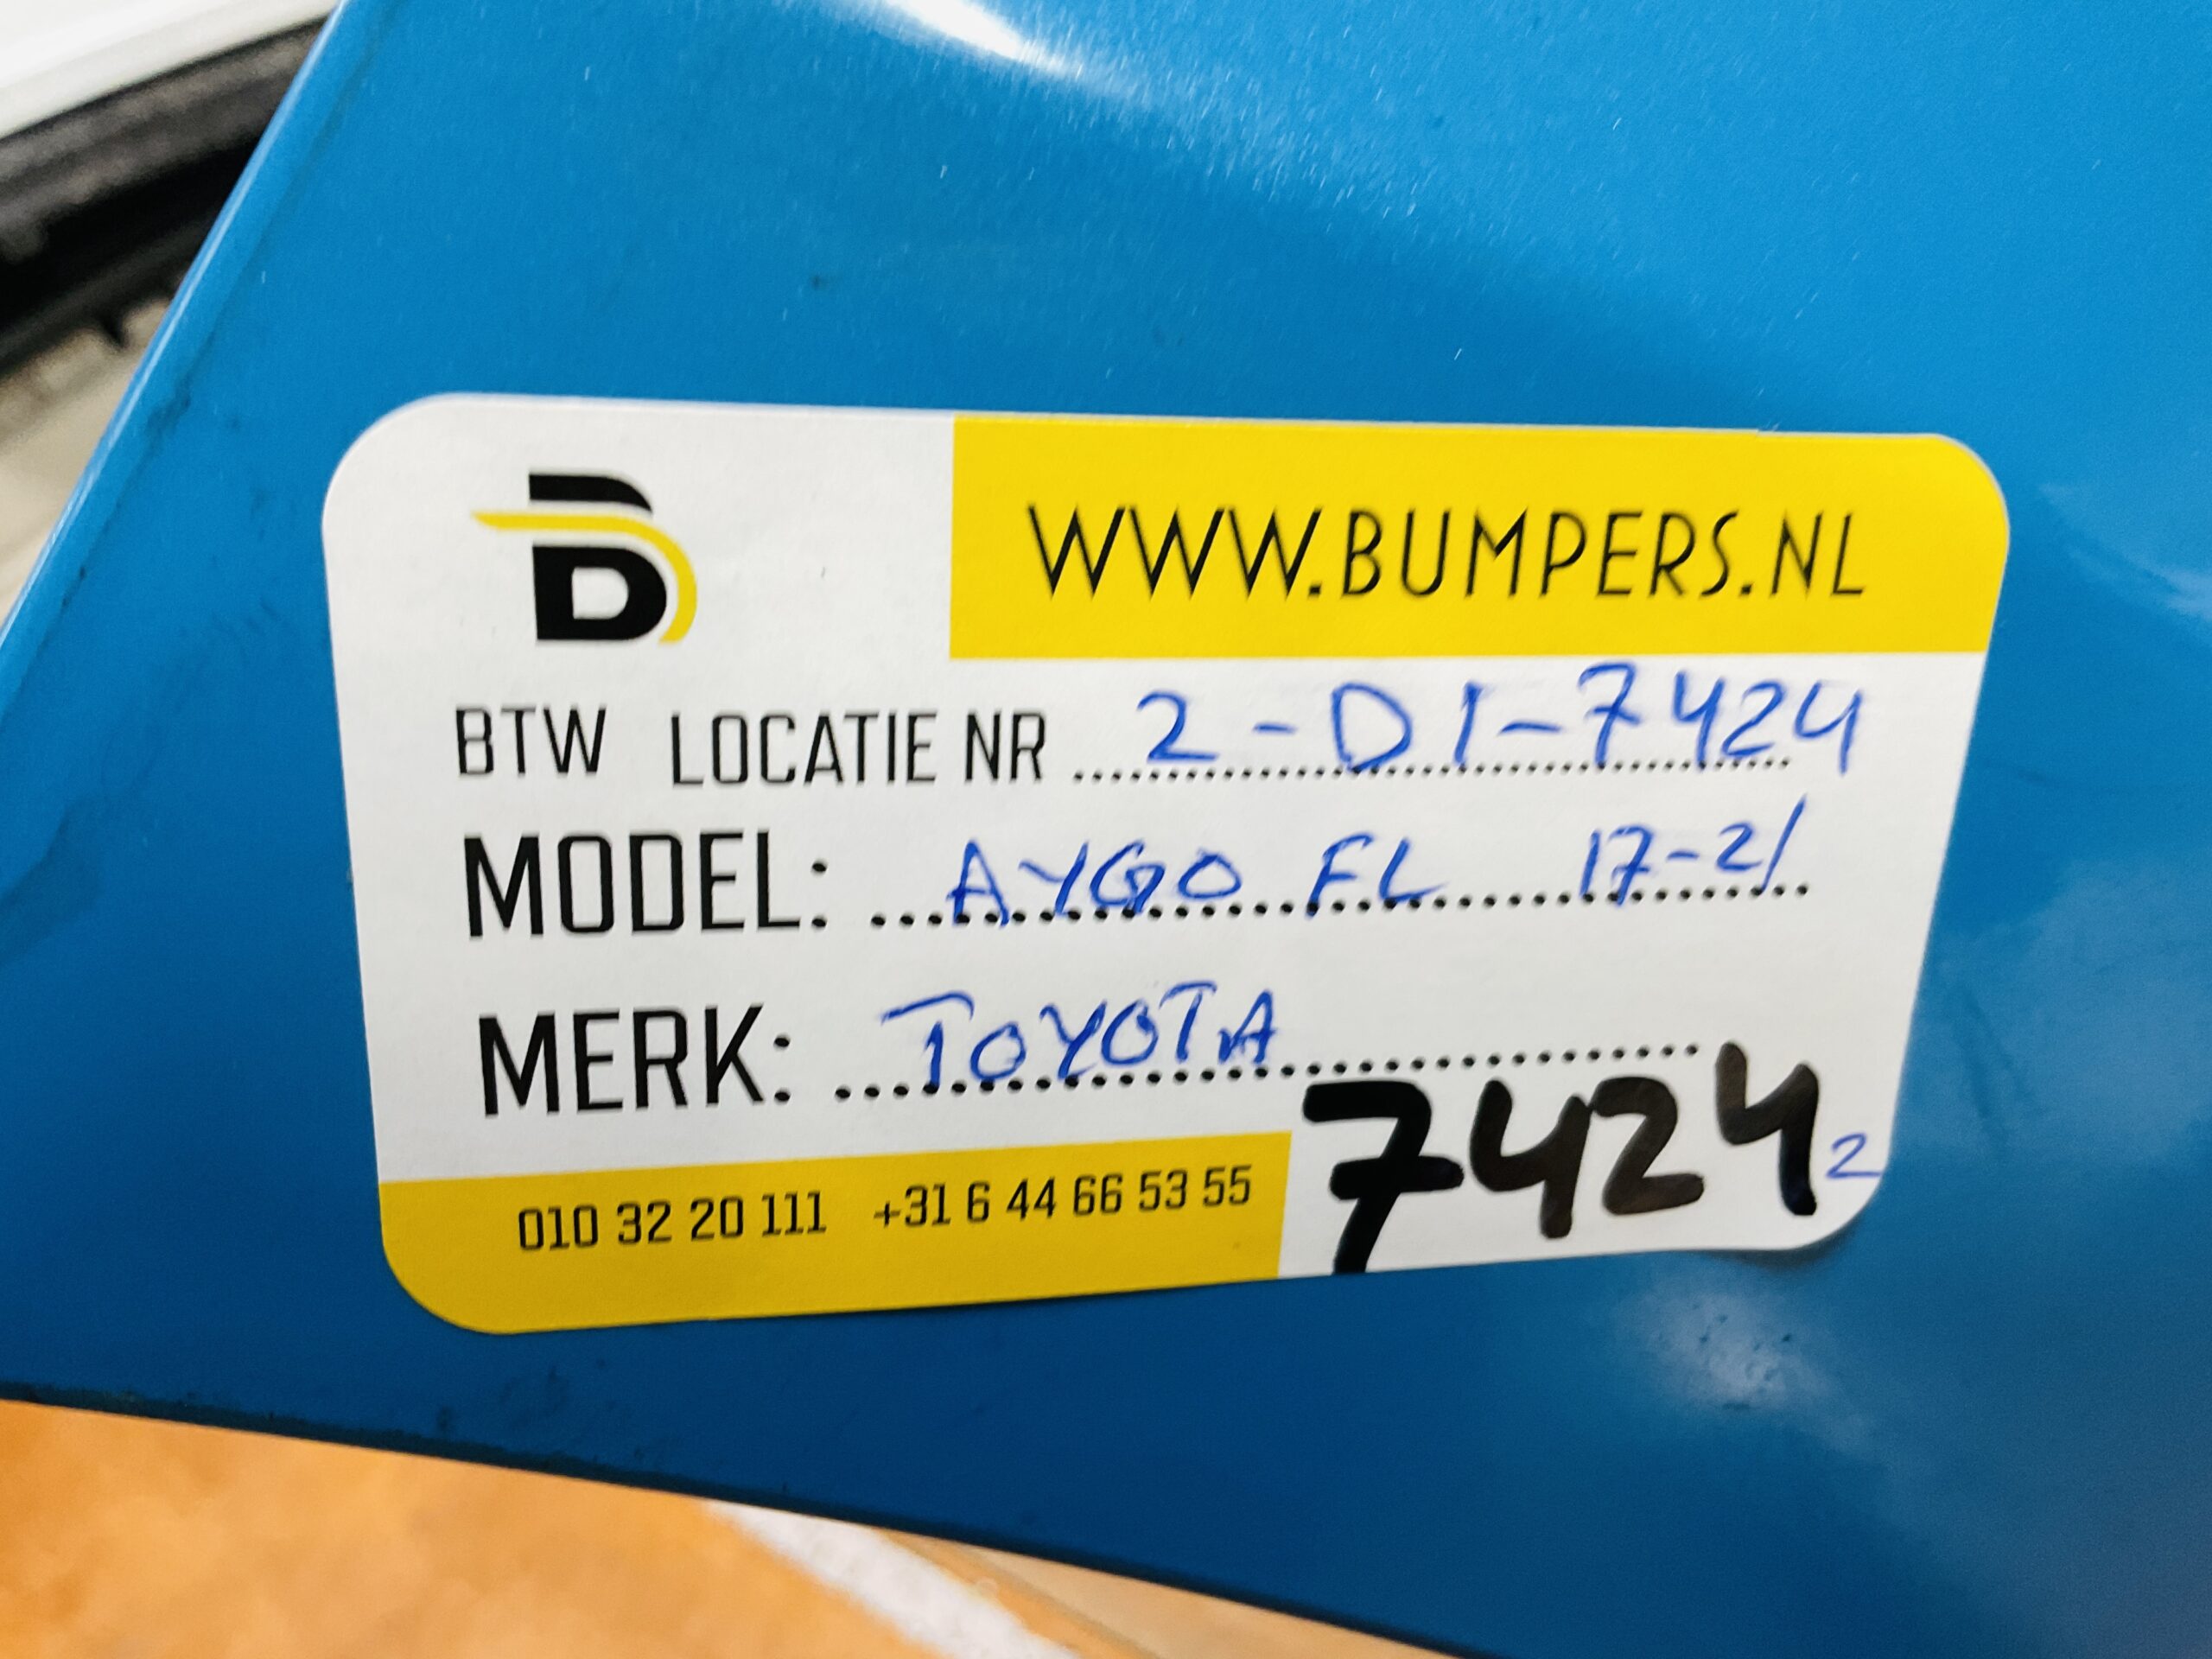 WWW.BUMPERS.NL
BTW LOCATIE NR 2-D1-7424
MODEL: AYGO FL 17-21
MERK: TOYOTA
7424 2
010 32 20 111 +31 6 44 66 53 55